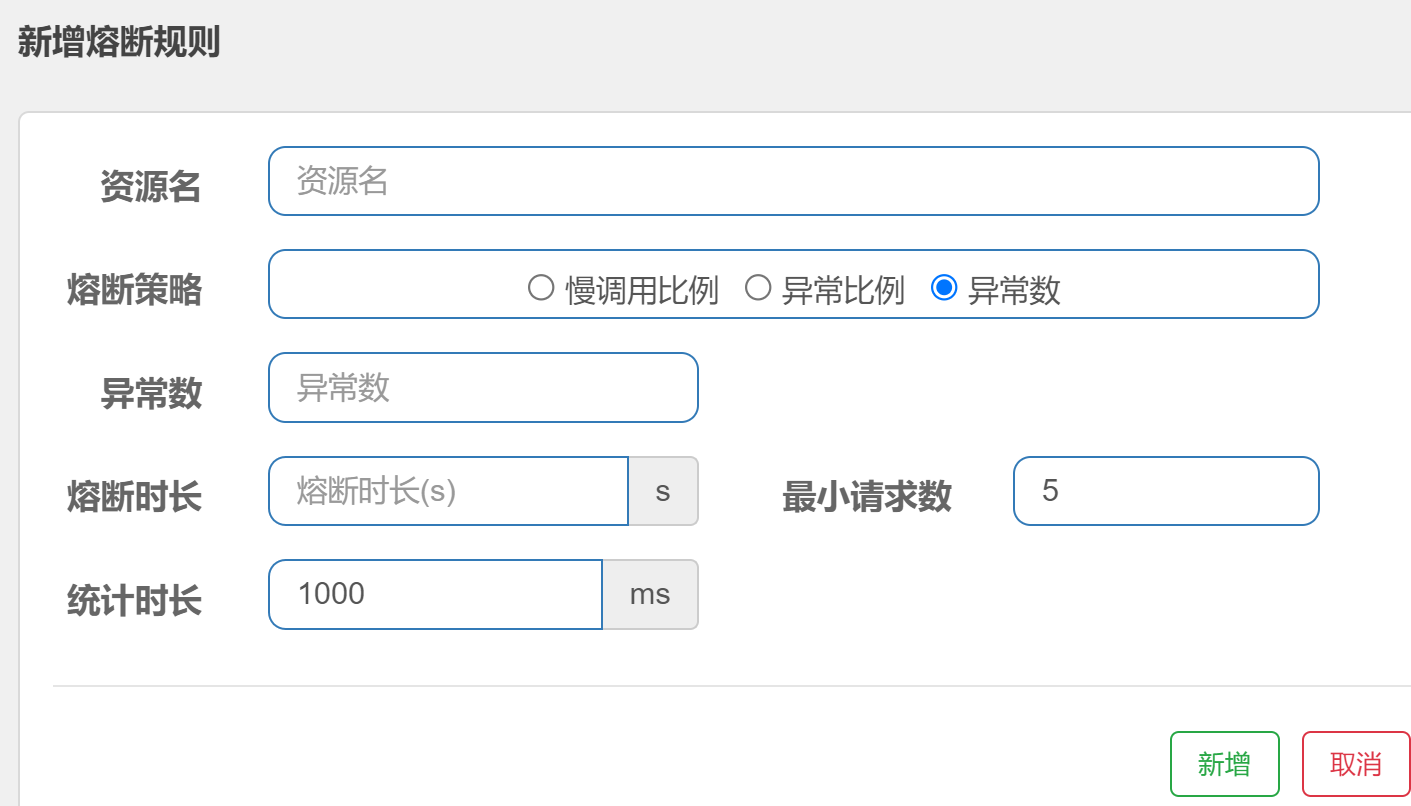 新增熔断规则
资源名 资源名
熔断策略 慢调用比例 异常比例 异常数
异常数 异常数
熔断时长 熔断时长(s) s 最小请求数 5
统计时长 1000 ms
新增 取消